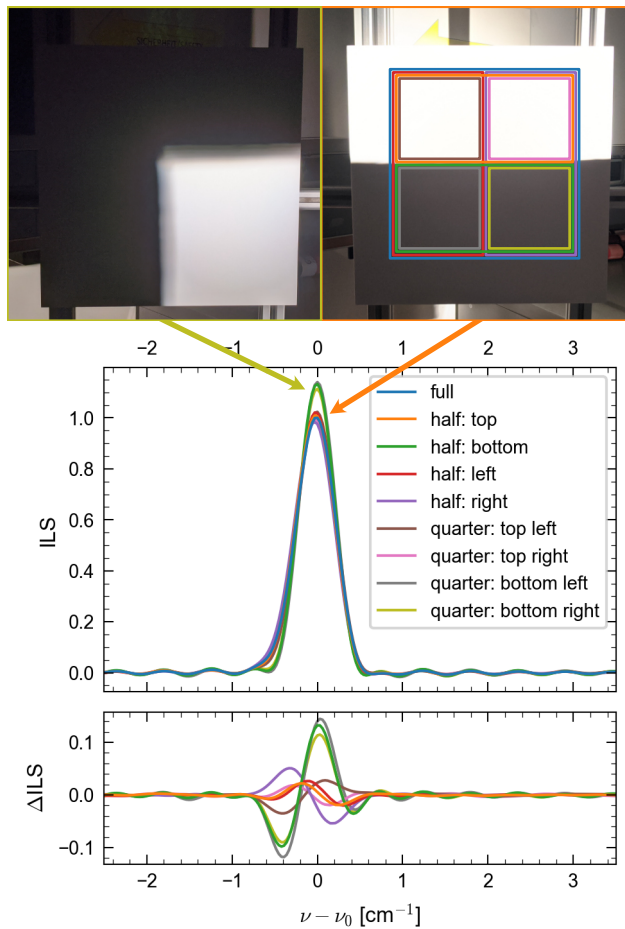 −2 −1 0 1 2 3
1.0
0.8
0.6
0.4
0.2
0.0
ILS
full
half: top
half: bottom
half: left
half: right
quarter: top left
quarter: top right
quarter: bottom left
quarter: bottom right
0.1
0.0
−0.1
ΔILS
−2 −1 0 1 2 3
ν − ν₀ [cm⁻¹]